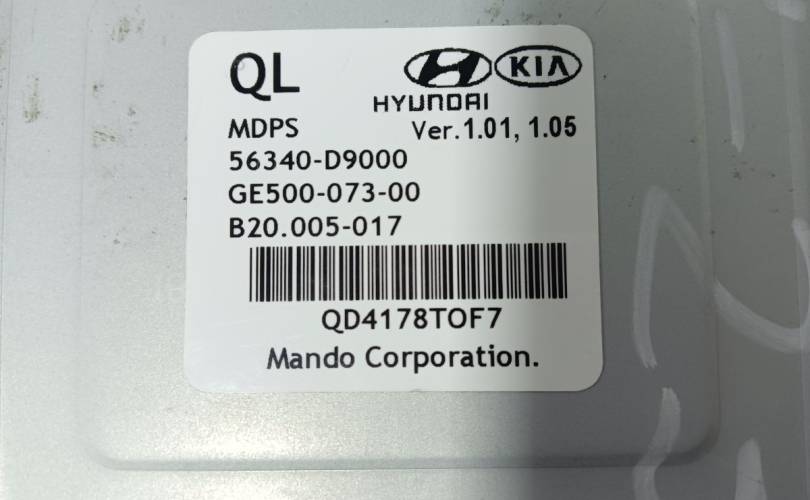 QL
HYUNDAI
KIA
MDPS
Ver.1.01, 1.05
56340-D9000
GE500-073-00
B20.005-017
QD4178TOF7
Mando Corporation.